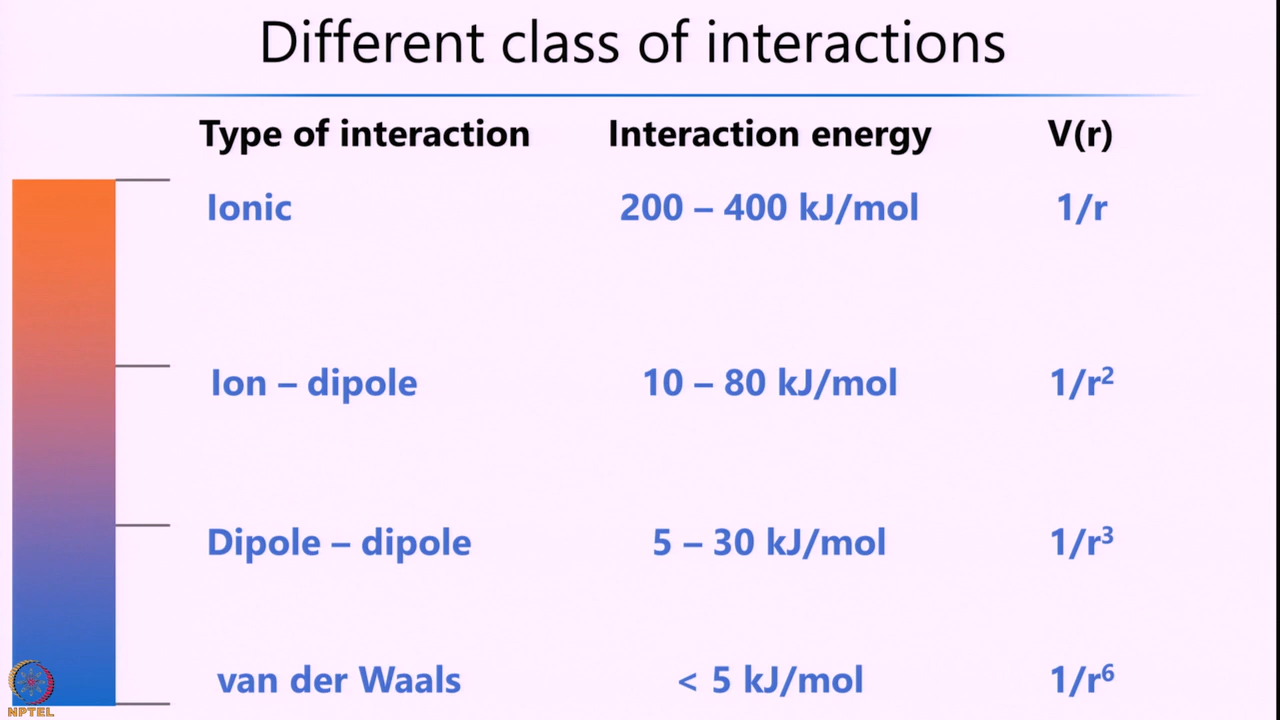 Different class of interactions
Type of interaction Interaction energy V(r)
Ionic 200 – 400 kJ/mol 1/r
Ion – dipole 10 – 80 kJ/mol 1/r²
Dipole – dipole 5 – 30 kJ/mol 1/r³
van der Waals < 5 kJ/mol 1/r⁶
NPTEL